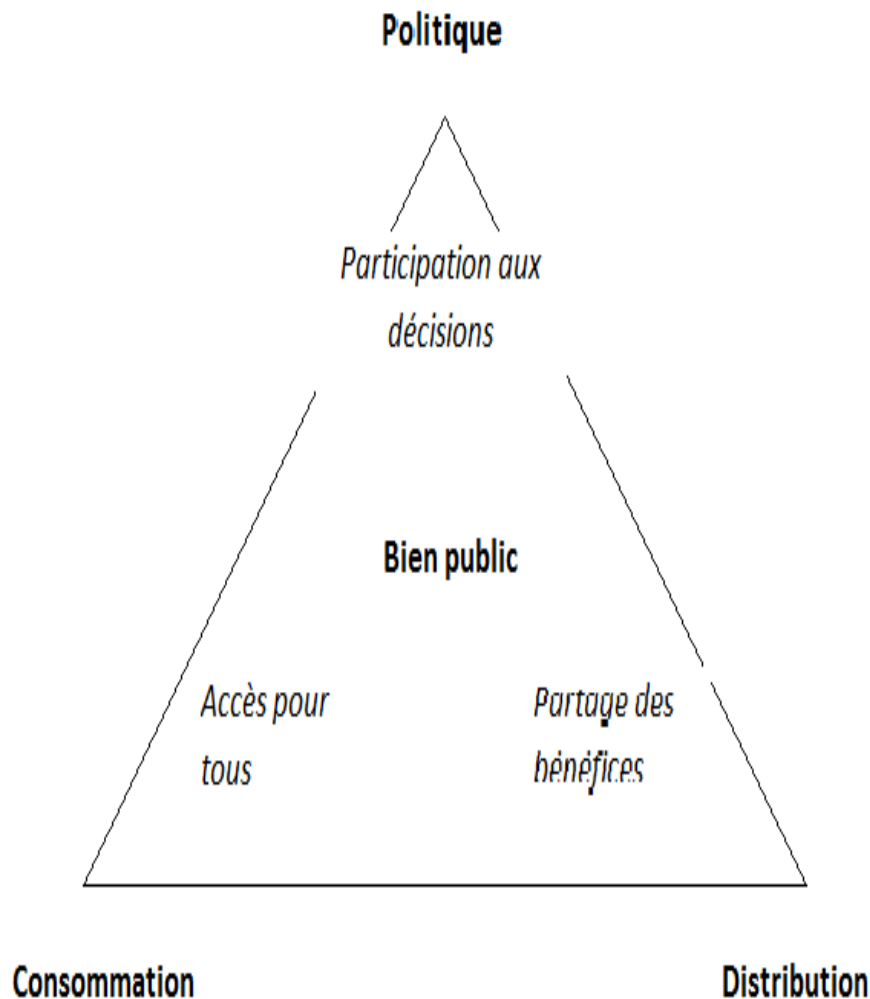 Politique
Participation aux
décisions
Bien public
Accès pour
tous
Partage des
bénéfices
Consommation
Distribution